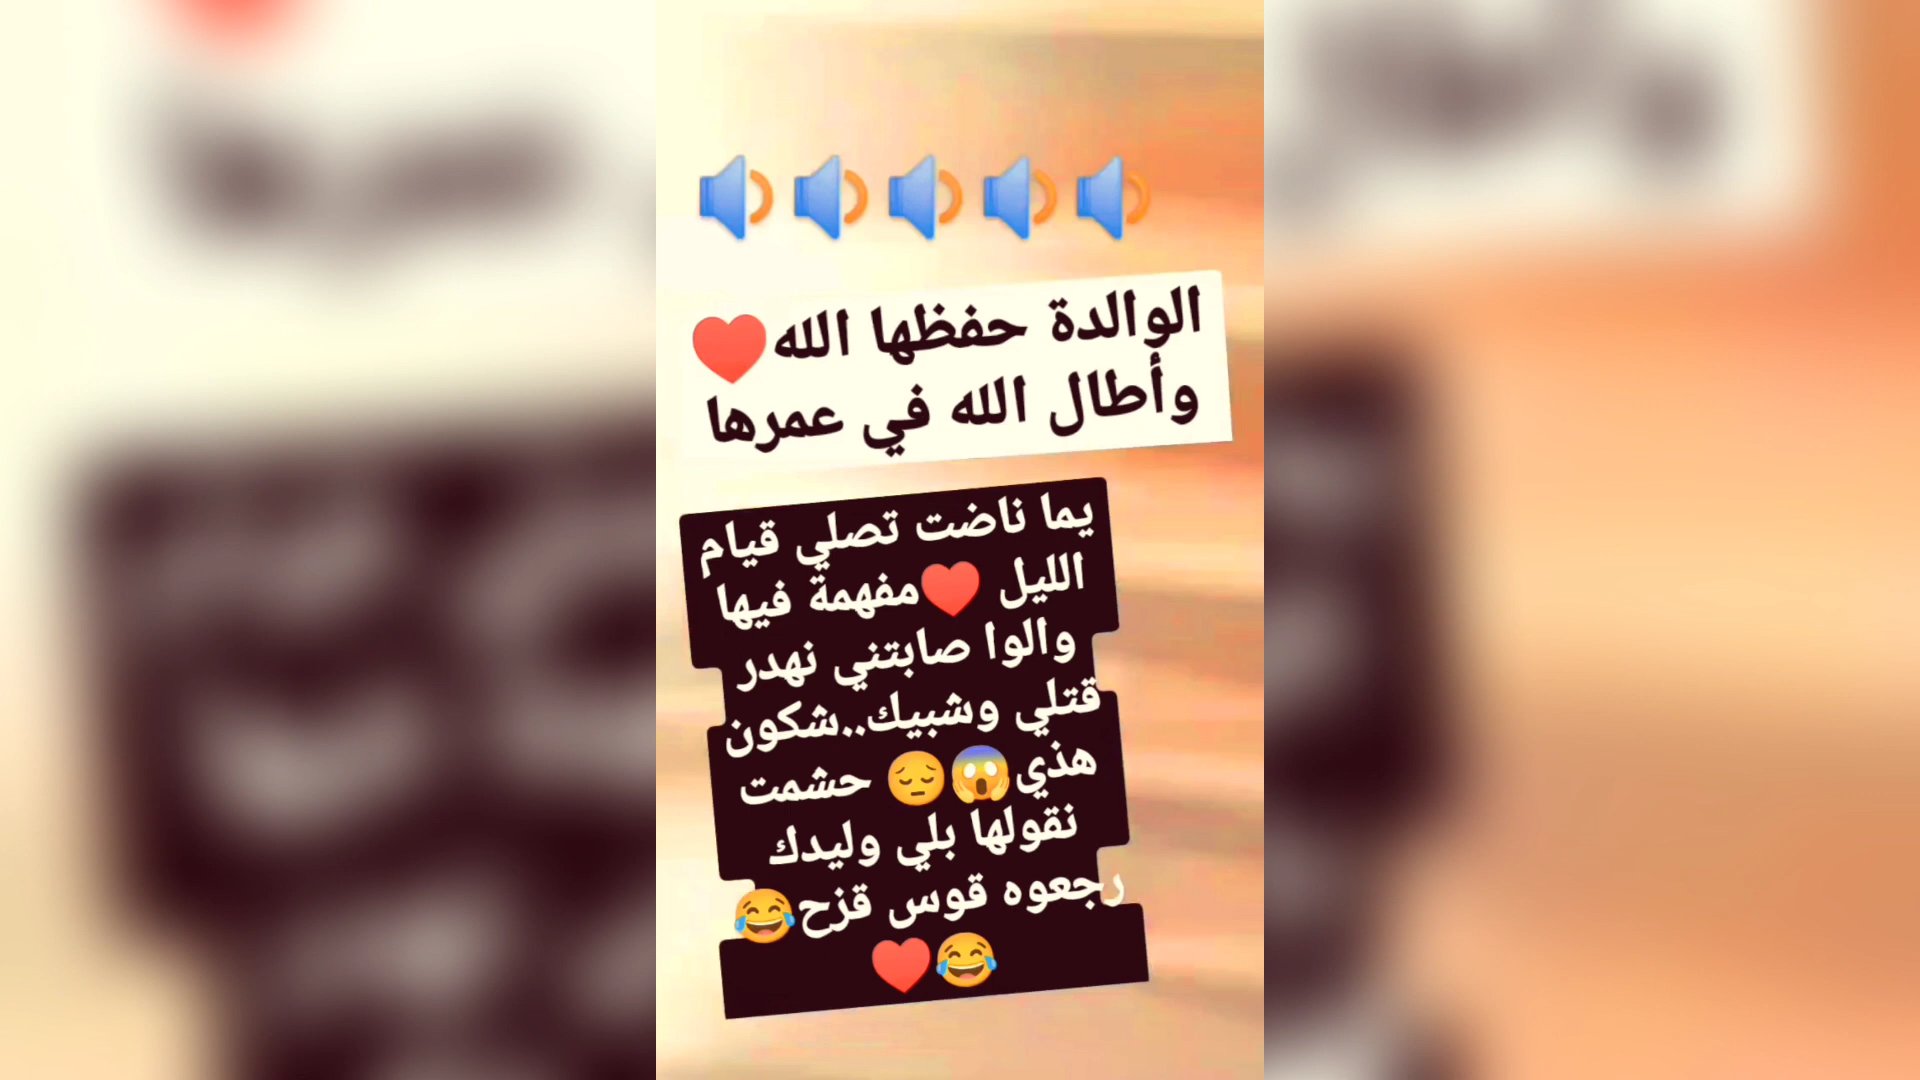 🔉🔉🔉🔉🔉
الوالدة حفظها الله♥️
وأطال الله في عمرها
يما ناضت تصلي قيام
الليل ♥️مفهمة فيها
والوا صابتني نهدر
قتلي وشبيك..شكون
هذي😱😔 حشمت
نقولها بلي وليدك
رجعوه قوس قزح😂
😂♥️